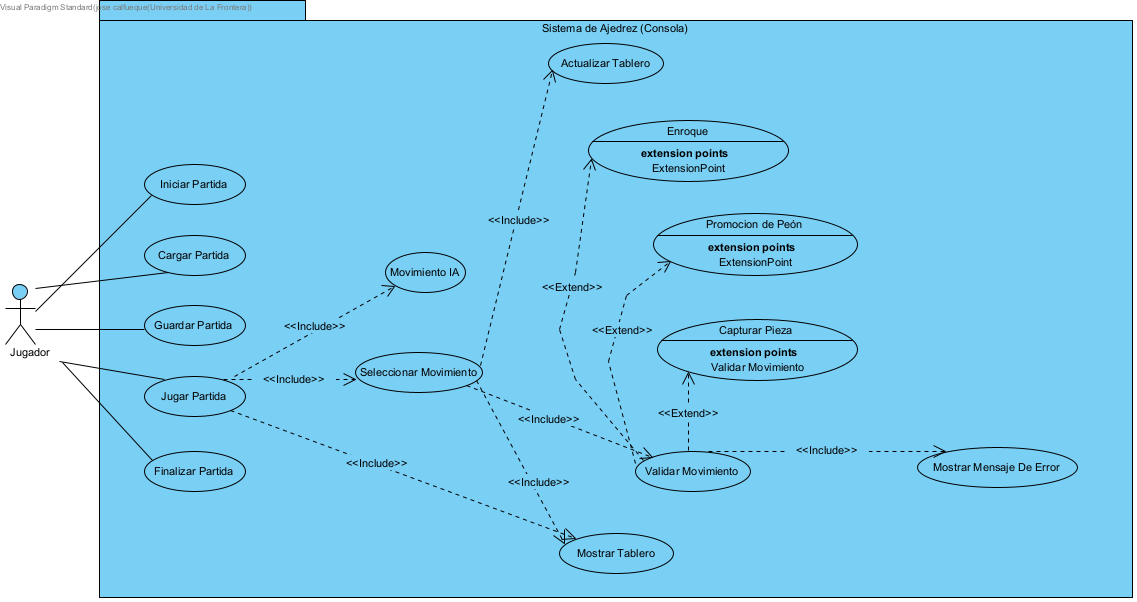 Visual Paradigm Standard(jose calfueque(Universidad de La Frontera))
Sistema de Ajedrez (Consola)
Actualizar Tablero
Enroque
extension points
ExtensionPoint
Iniciar Partida
<<Include>>
Promocion de Peón
extension points
ExtensionPoint
Cargar Partida
Movimiento IA
<<Extend>>
Guardar Partida
<<Include>>
<<Extend>>
Capturar Pieza
extension points
Validar Movimiento
Jugador
Jugar Partida
<<Include>>
Seleccionar Movimiento
<<Extend>>
<<Include>>
<<Include>>
<<Include>>
Finalizar Partida
<<Include>>
Validar Movimiento
Mostrar Mensaje De Error
Mostrar Tablero